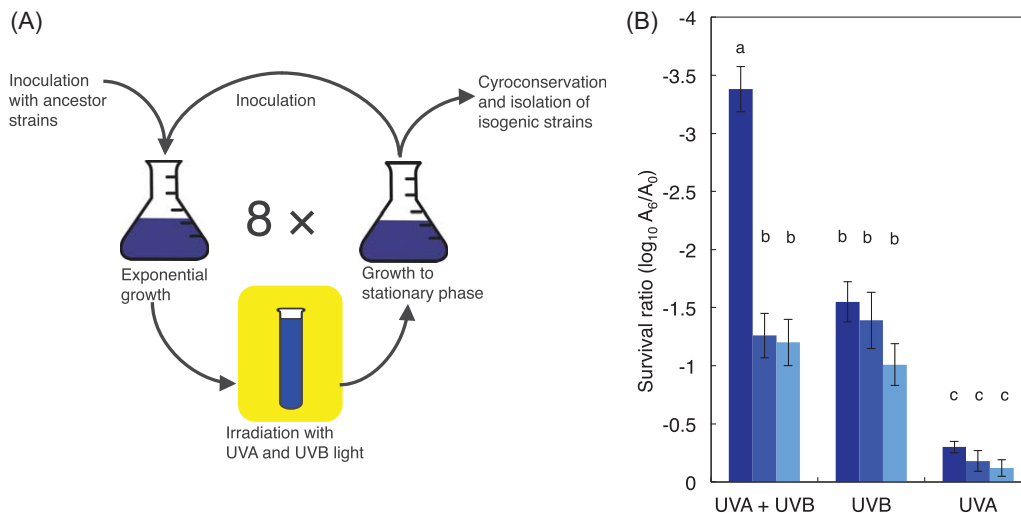 (A)
Inoculation
with ancestor
strains
Inoculation
Cyroconservation
and isolation of
isogenic strains
8 ×
Exponential
growth
Growth to
stationary phase
Irradiation with
UVA and UVB light
(B)
Survival ratio (log10 A6/A0)
-4
-3.5
-3
-2.5
-2
-1.5
-1
-0.5
0
a
b
b
b
b
b
c
c
c
UVA + UVB
UVB
UVA